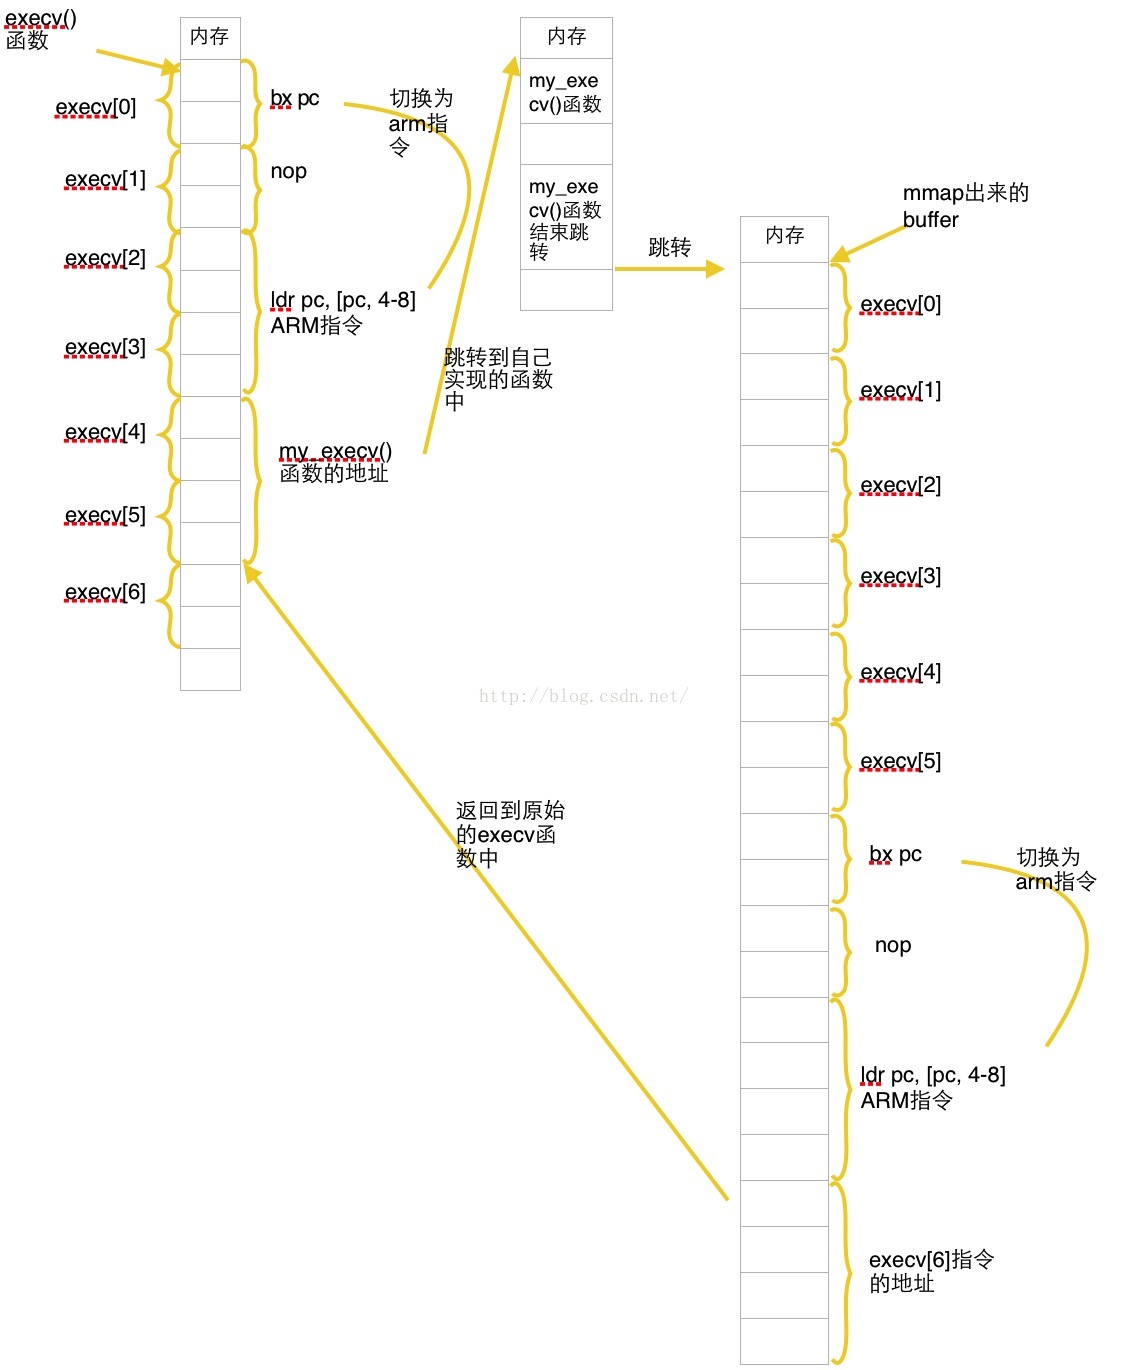 execv()
函数
内存
execv[0]
execv[1]
execv[2]
execv[3]
execv[4]
execv[5]
execv[6]
bx pc
nop
ldr pc, [pc, 4-8]
ARM指令
my_execv()
函数的地址
切换为
arm指
令
内存
my_exe
cv()函数
my_exe
cv()函数
结束跳
转
跳转
跳转到自己
实现的函数
中
mmap出来的
buffer
内存
execv[0]
execv[1]
execv[2]
execv[3]
execv[4]
execv[5]
bx pc
nop
ldr pc, [pc, 4-8]
ARM指令
execv[6]指令
的地址
切换为
arm指令
返回到原始
的execv函
数中
http://blog.csdn.net/